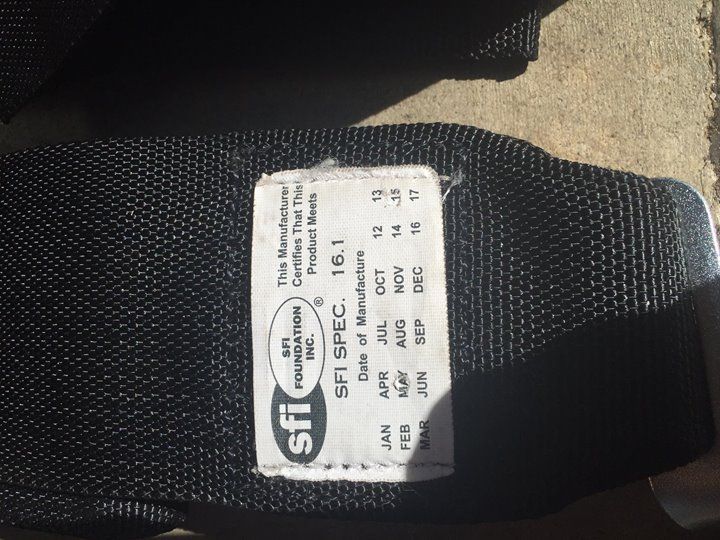 sfi
SFI
FOUNDATION
INC.
®
This Manufacturer
Certifies That This
Product Meets
SFI SPEC. 16.1
Date of Manufacture
JAN APR JUL OCT 12 13
FEB MAY AUG NOV 14 15
MAR JUN SEP DEC 16 17